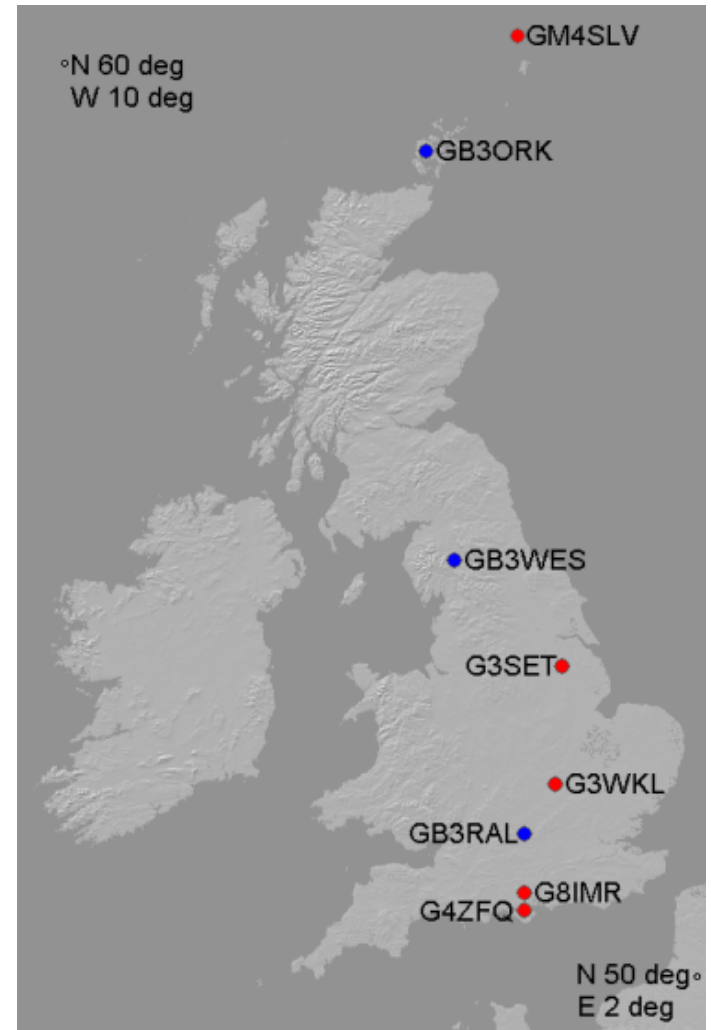 GM4SLV
°N 60 deg
W 10 deg
GB3ORK
GB3WES
G3SET
G3WKL
GB3RAL
G8IMR
G4ZFQ
N 50 deg°
E 2 deg